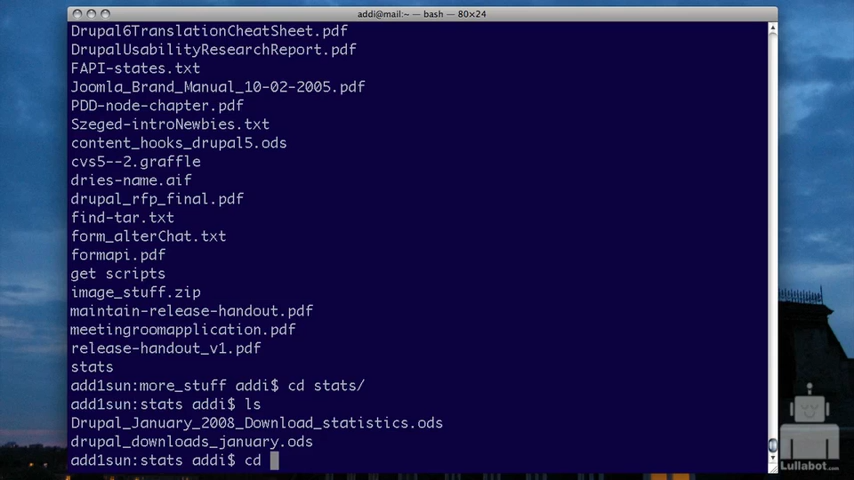 addi@mail:~ — bash — 80×24
Drupal6TranslationCheatSheet.pdf
DrupalUsabilityResearchReport.pdf
FAPI-states.txt
Joomla_Brand_Manual_10-02-2005.pdf
PDD-node-chapter.pdf
Szeged-introNewbies.txt
content_hooks_drupal5.ods
cvs5--2.graffle
dries-name.aif
drupal_rfp_final.pdf
find-tar.txt
form_alterChat.txt
formapi.pdf
get scripts
image_stuff.zip
maintain-release-handout.pdf
meetingroomapplication.pdf
release-handout_v1.pdf
stats
add1sun:more_stuff addi$ cd stats/
add1sun:stats addi$ ls
Drupal_January_2008_Download_statistics.ods
drupal_downloads_january.ods
add1sun:stats addi$ cd
Lullabot.com